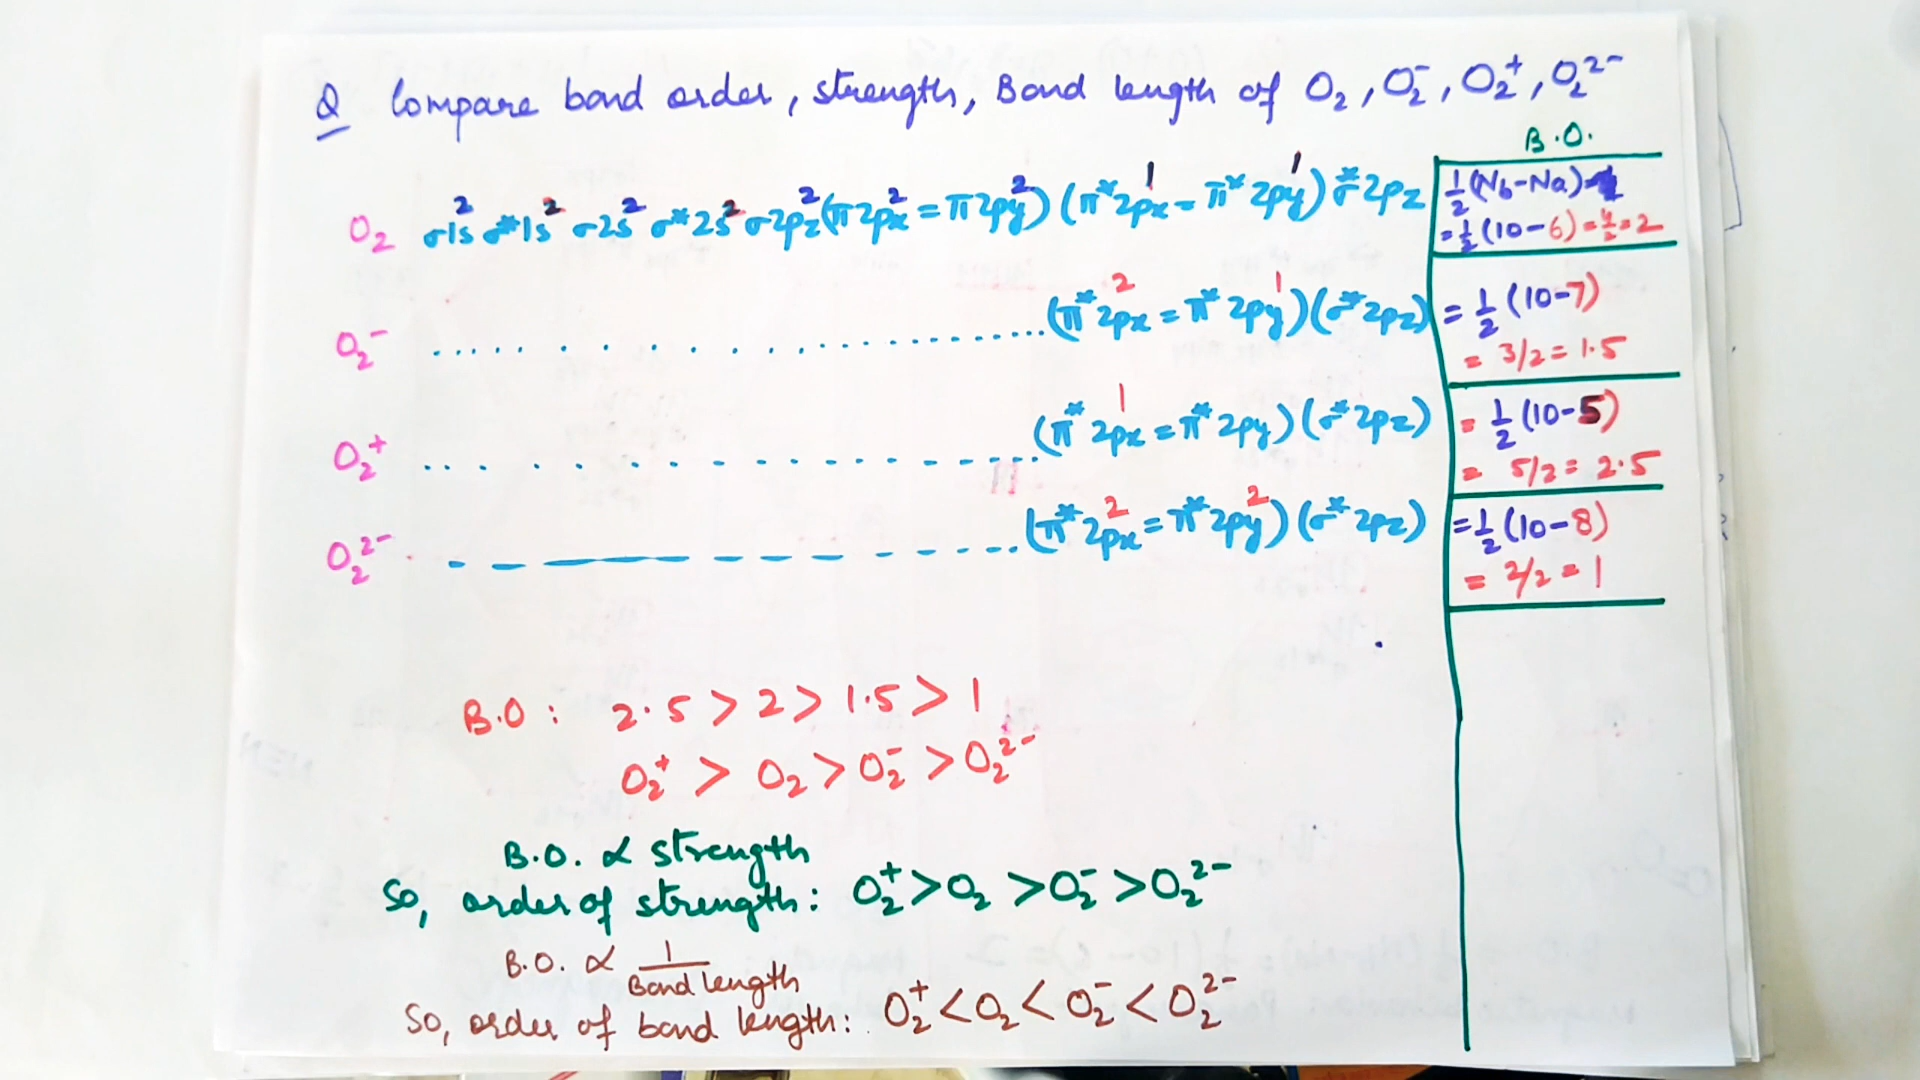 Q Compare bond order, strength, Bond length of O₂, O₂⁻, O₂⁺, O₂²⁻
B.O.
O₂ σ1s² σ*1s² σ2s² σ*2s² σ2pz² (π2px² = π2py²) (π*2px¹ = π*2py¹) σ*2pz
½(Nb-Na)
= ½(10-6) = 4/2 = 2
O₂⁻ .................... (π*2px² = π*2py¹)(σ*2pz) = ½(10-7)
= 3/2 = 1.5
O₂⁺ .................... (π*2px¹ = π*2py)(σ*2pz) = ½(10-5)
= 5/2 = 2.5
O₂²⁻ - - - - - - - - - - .... (π*2px² = π*2py²)(σ*2pz) = ½(10-8)
= 2/2 = 1
B.O : 2.5 > 2 > 1.5 > 1
O₂⁺ > O₂ > O₂⁻ > O₂²⁻
B.O. ∝ strength
So, order of strength: O₂⁺ > O₂ > O₂⁻ > O₂²⁻
B.O. ∝ 1/Bond length
So, order of bond length: O₂⁺ < O₂ < O₂⁻ < O₂²⁻